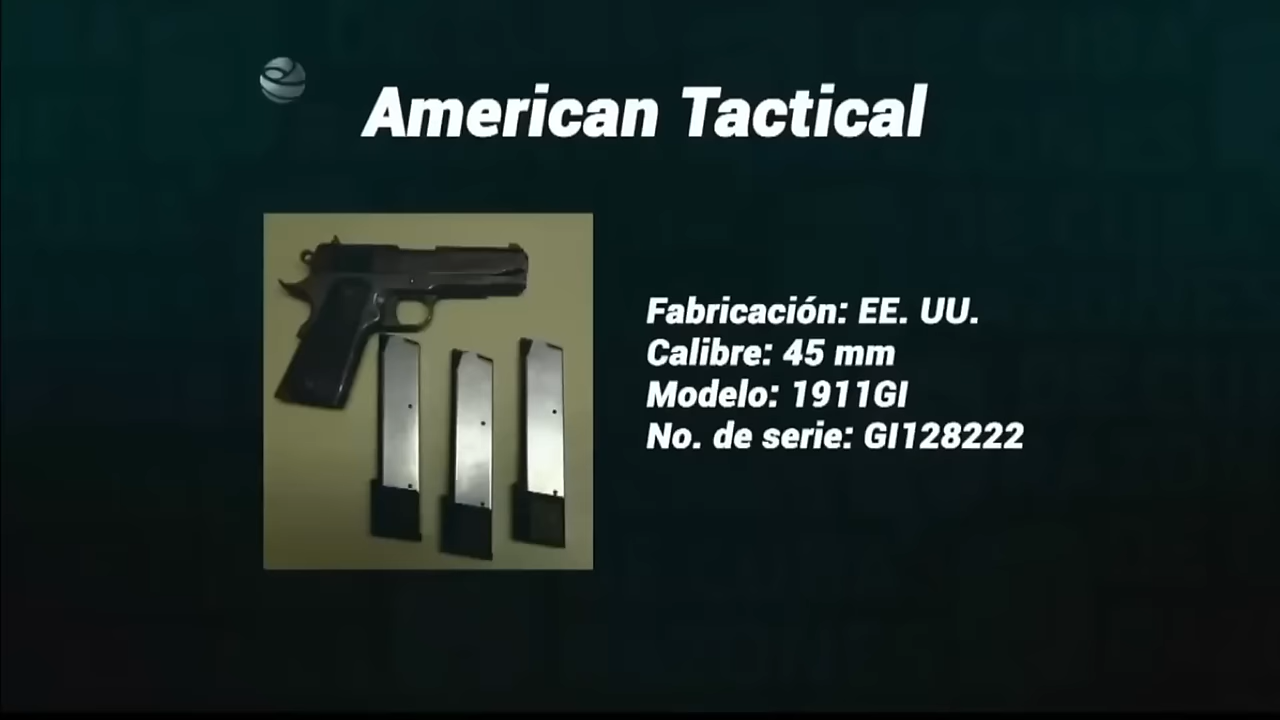 American Tactical
Fabricación: EE. UU.
Calibre: 45 mm
Modelo: 1911GI
No. de serie: GI128222